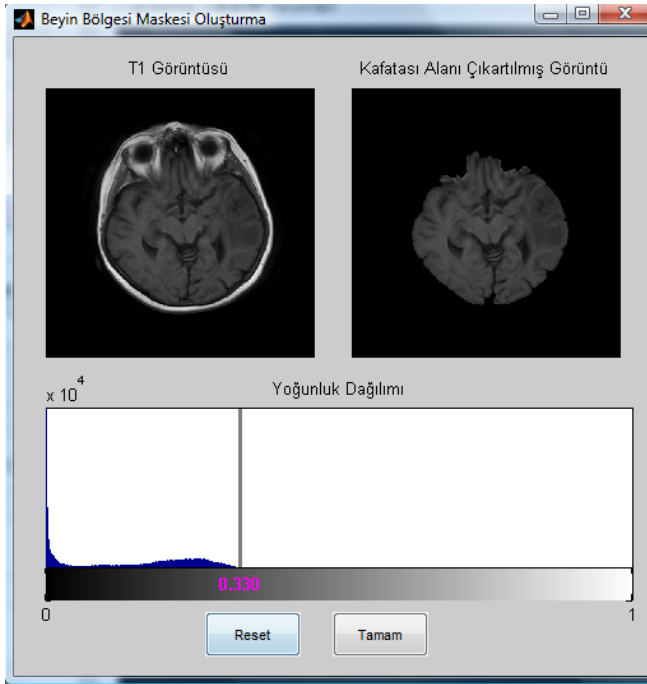 Beyin Bölgesi Maskesi Oluşturma
T1 Görüntüsü
Kafatası Alanı Çıkartılmış Görüntü
x 10^4
Yoğunluk Dağılımı
0.330
0
1
Reset
Tamam